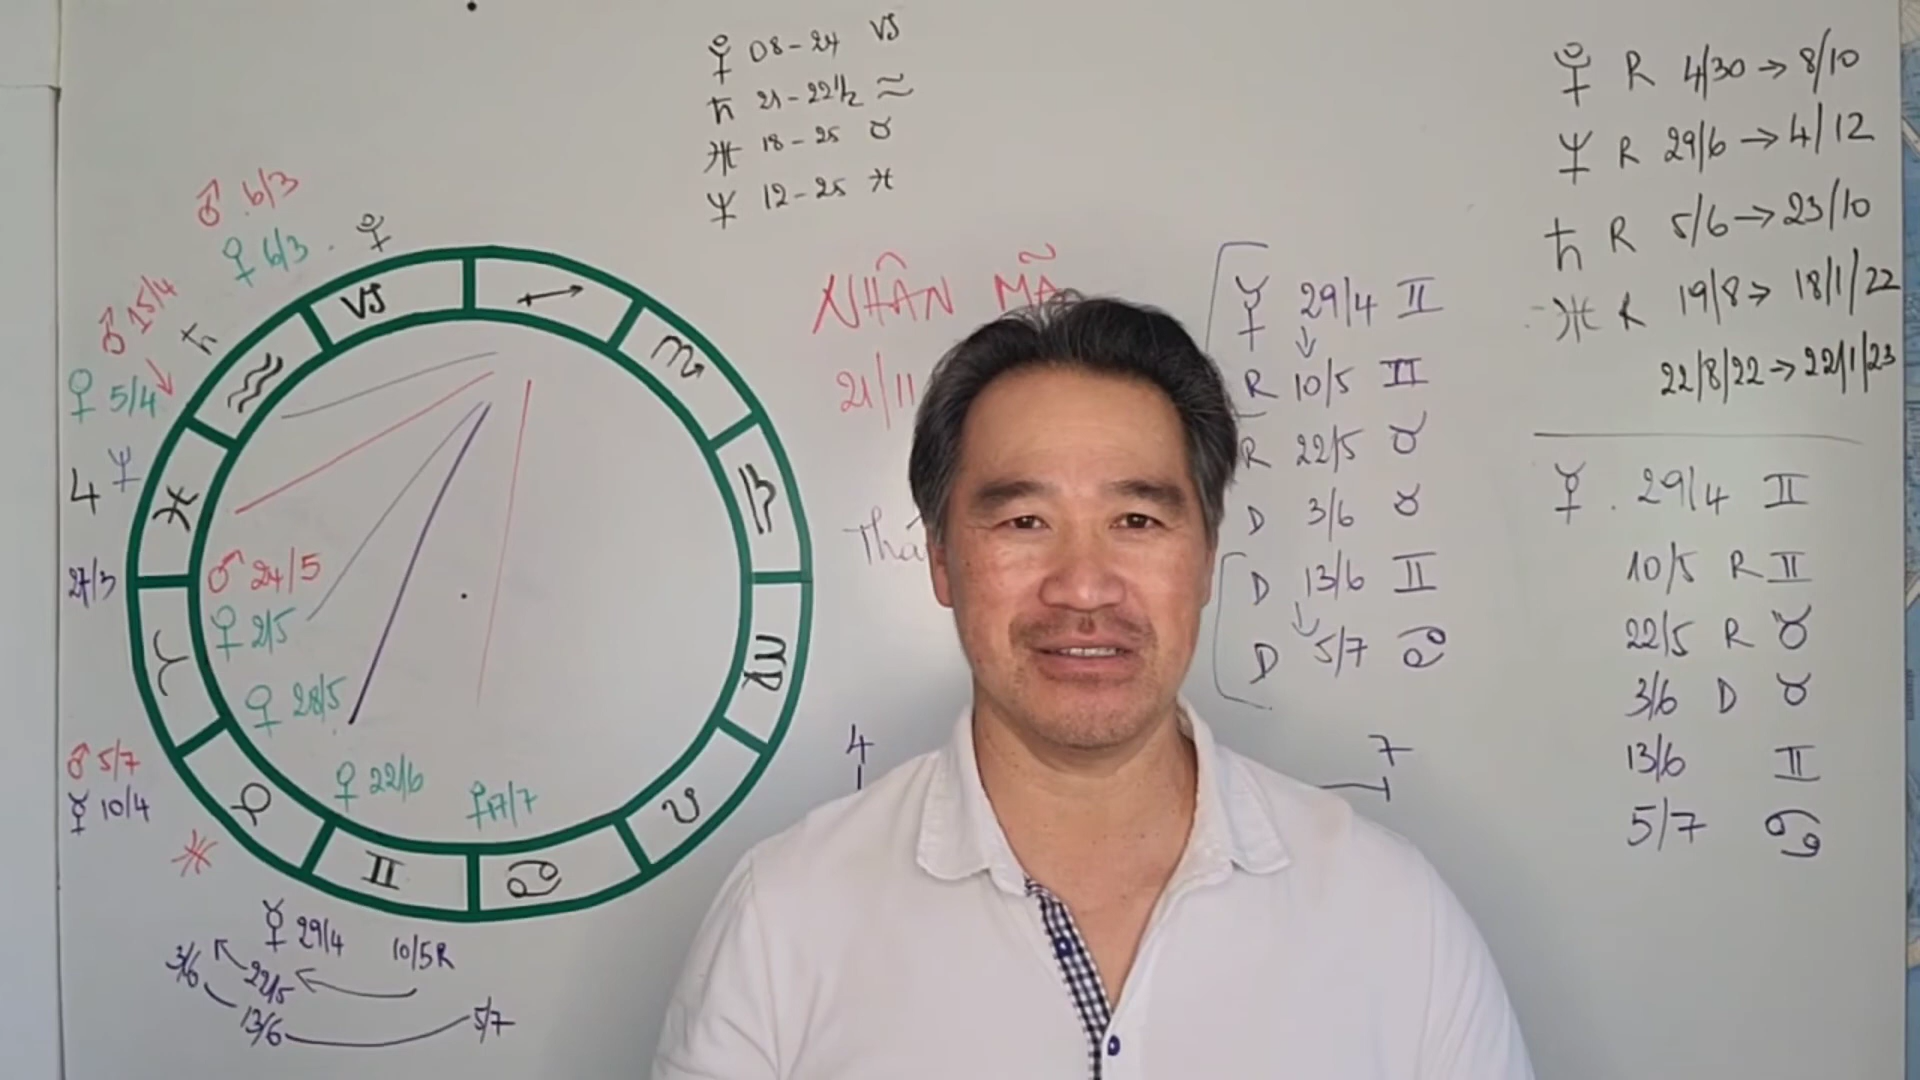 ♇ 08-24 ♑
♄ 21-22 1/2 ♒
♅ 18-25 ♉
♆ 12-25 ♓
♇ R 4/30 → 8/10
♆ R 29/6 → 4/12
♄ R 5/6 → 23/10
♅ R 19/8 → 18/1/22
22/8/22 → 22/1/23
☿ . 29/4 ♊
10/5 R ♊
22/5 R ♉
3/6 D ♉
13/6 ♊
5/7 ♋
NHÂN MÃ
21/11
Thá
☿ 29/4 ♊
↓
R 10/5 ♊
R 22/5 ♉
D 3/6 ♉
D 13/6 ♊
↓
D 5/7 ♋
4
7
♂ 6/3
♀ 6/3 . ♇
♂ 15/4
♄
♀ 5/4
♃ ♆
27/3
♂ 24/5
♀ 2/5
♀ 28/5
♀ 22/6
♀ 17/7
♂ 5/7
☿ 10/4
♅
♑
♐
♏
♎
♍
♌
♋
♊
♉
♈
♓
♒
☿ 29/4
10/5R
3/6
22/5
13/6
5/7